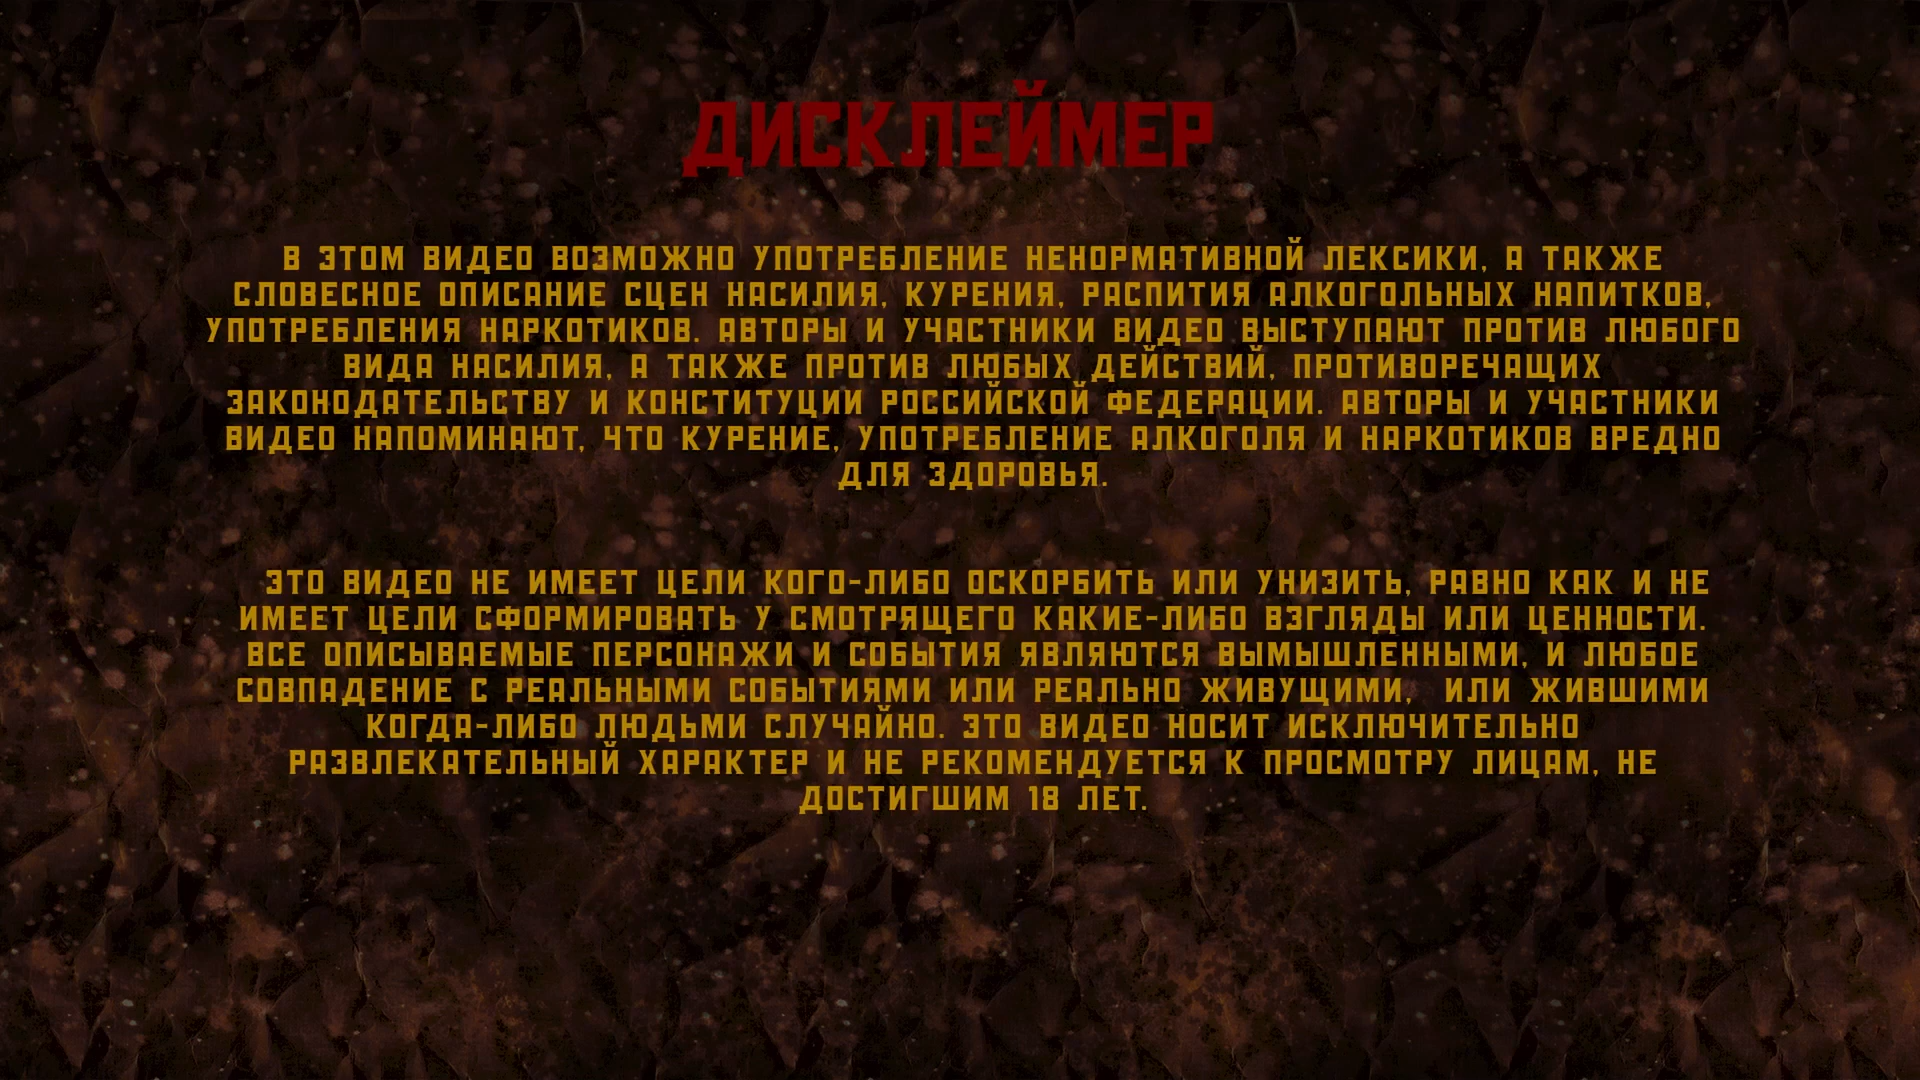 ДИСКЛЕЙМЕР
В ЭТОМ ВИДЕО ВОЗМОЖНО УПОТРЕБЛЕНИЕ НЕНОРМАТИВНОЙ ЛЕКСИКИ, А ТАКЖЕ
СЛОВЕСНОЕ ОПИСАНИЕ СЦЕН НАСИЛИЯ, КУРЕНИЯ, РАСПИТИЯ АЛКОГОЛЬНЫХ НАПИТКОВ,
УПОТРЕБЛЕНИЯ НАРКОТИКОВ. АВТОРЫ И УЧАСТНИКИ ВИДЕО ВЫСТУПАЮТ ПРОТИВ ЛЮБОГО
ВИДА НАСИЛИЯ, А ТАКЖЕ ПРОТИВ ЛЮБЫХ ДЕЙСТВИЙ, ПРОТИВОРЕЧАЩИХ
ЗАКОНОДАТЕЛЬСТВУ И КОНСТИТУЦИИ РОССИЙСКОЙ ФЕДЕРАЦИИ. АВТОРЫ И УЧАСТНИКИ
ВИДЕО НАПОМИНАЮТ, ЧТО КУРЕНИЕ, УПОТРЕБЛЕНИЕ АЛКОГОЛЯ И НАРКОТИКОВ ВРЕДНО
ДЛЯ ЗДОРОВЬЯ.
ЭТО ВИДЕО НЕ ИМЕЕТ ЦЕЛИ КОГО-ЛИБО ОСКОРБИТЬ ИЛИ УНИЗИТЬ, РАВНО КАК И НЕ
ИМЕЕТ ЦЕЛИ СФОРМИРОВАТЬ У СМОТРЯЩЕГО КАКИЕ-ЛИБО ВЗГЛЯДЫ ИЛИ ЦЕННОСТИ.
ВСЕ ОПИСЫВАЕМЫЕ ПЕРСОНАЖИ И СОБЫТИЯ ЯВЛЯЮТСЯ ВЫМЫШЛЕННЫМИ, И ЛЮБОЕ
СОВПАДЕНИЕ С РЕАЛЬНЫМИ СОБЫТИЯМИ ИЛИ РЕАЛЬНО ЖИВУЩИМИ, ИЛИ ЖИВШИМИ
КОГДА-ЛИБО ЛЮДЬМИ СЛУЧАЙНО. ЭТО ВИДЕО НОСИТ ИСКЛЮЧИТЕЛЬНО
РАЗВЛЕКАТЕЛЬНЫЙ ХАРАКТЕР И НЕ РЕКОМЕНДУЕТСЯ К ПРОСМОТРУ ЛИЦАМ, НЕ
ДОСТИГШИМ 18 ЛЕТ.